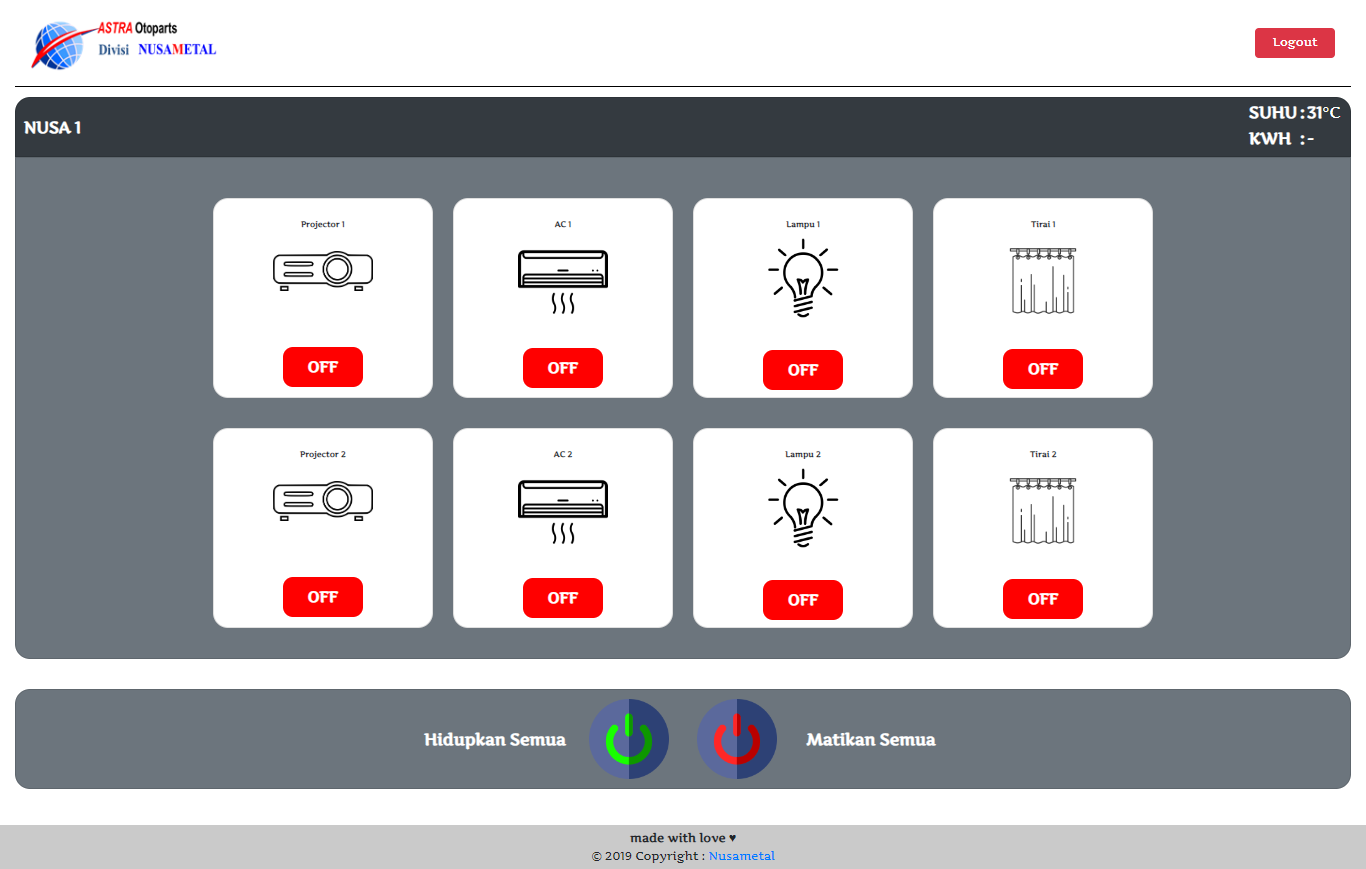 ASTRA Otoparts
Divisi NUSAMETAL
Logout
NUSA 1
SUHU : 31°C
KWH : -
Projector 1
AC 1
Lampu 1
Tirai 1
OFF
OFF
OFF
OFF
Projector 2
AC 2
Lampu 2
Tirai 2
OFF
OFF
OFF
OFF
Hidupkan Semua
Matikan Semua
made with love ♥
© 2019 Copyright : Nusametal